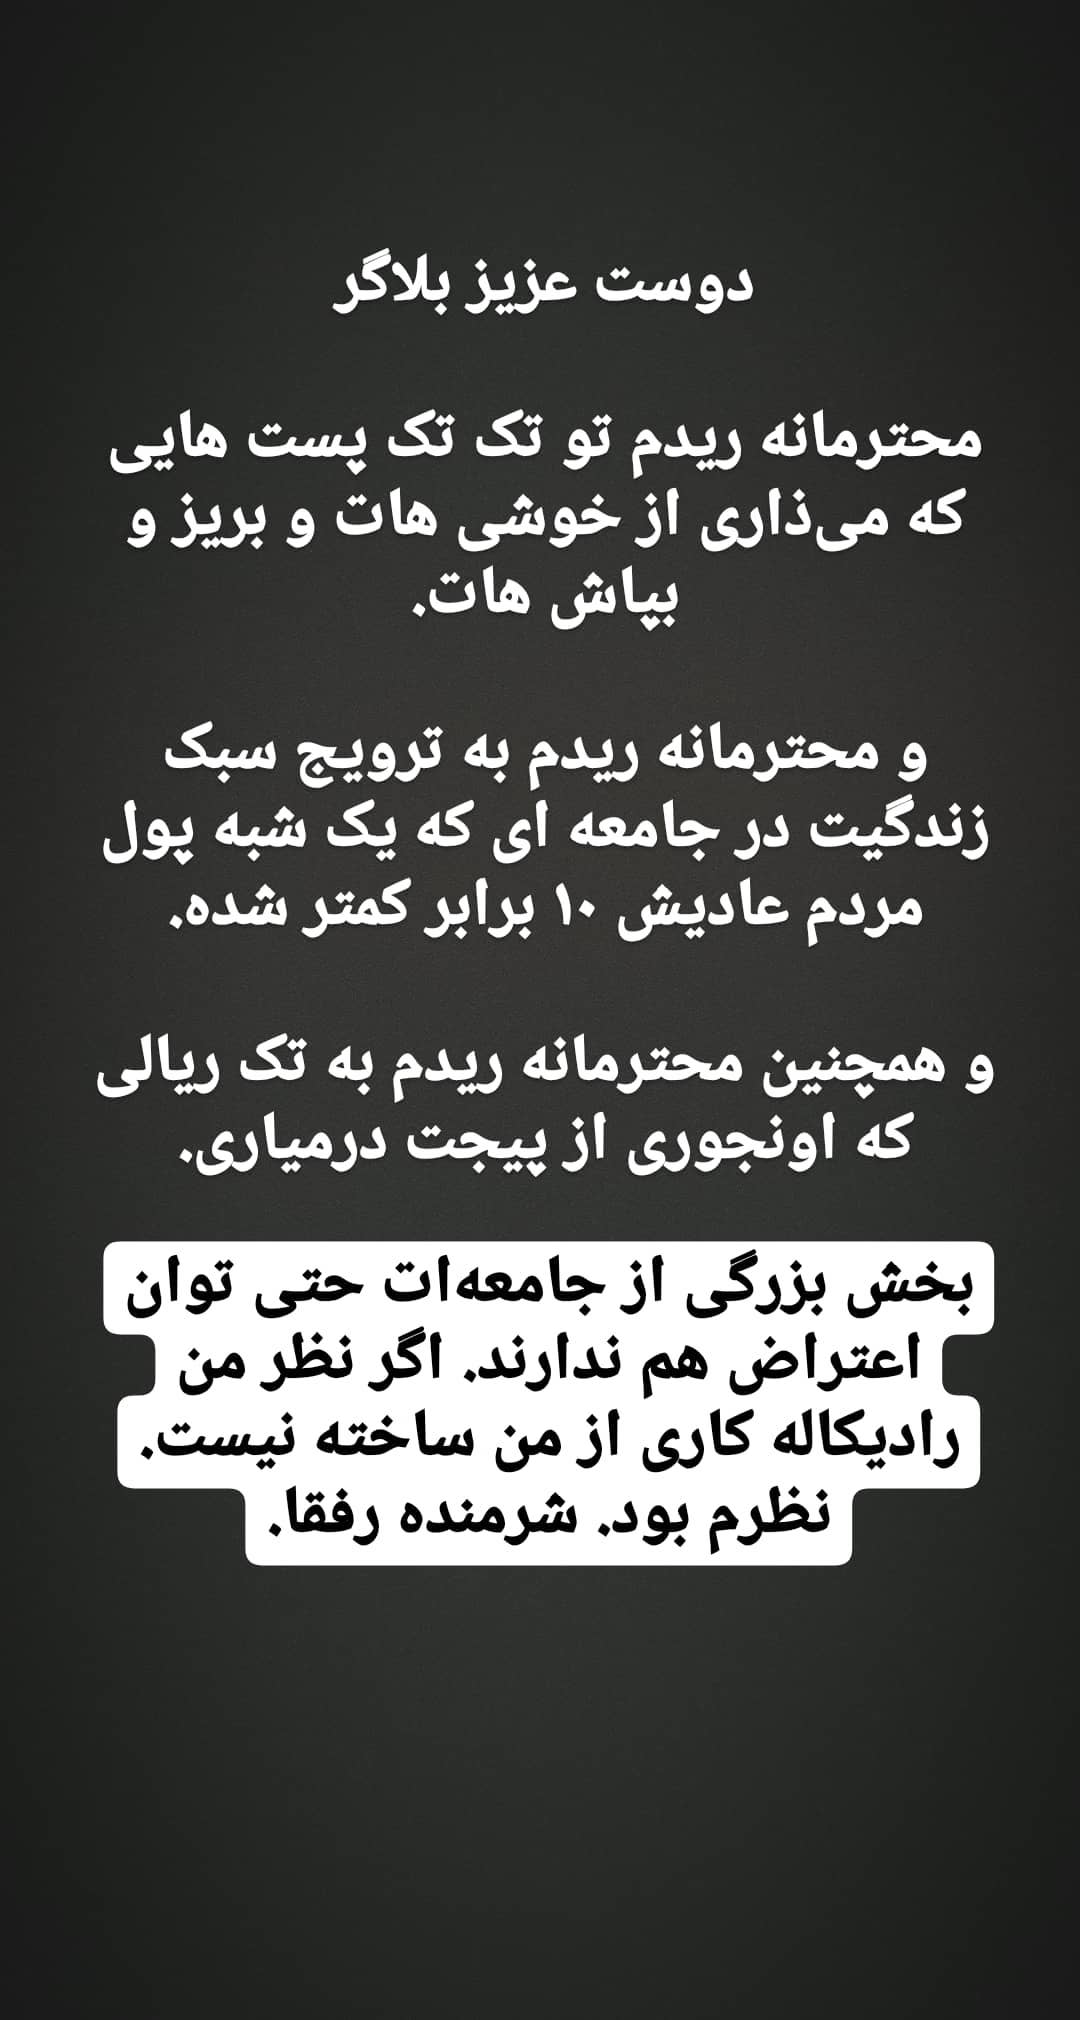 دوست عزیز بلاگر
محترمانه ریدم تو تک تک پست هایی
که می‌ذاری از خوشی هات و بریز و
بپاش هات.
و محترمانه ریدم به ترویج سبک
زندگیت در جامعه ای که یک شبه پول
مردم عادیش ۱۰ برابر کمتر شده.
و همچنین محترمانه ریدم به تک ریالی
که اونجوری از پیجت درمیاری.
بخش بزرگی از جامعه‌ات حتی توان
اعتراض هم ندارند. اگر نظر من
رادیکاله کاری از من ساخته نیست.
نظرم بود. شرمنده رفقا.